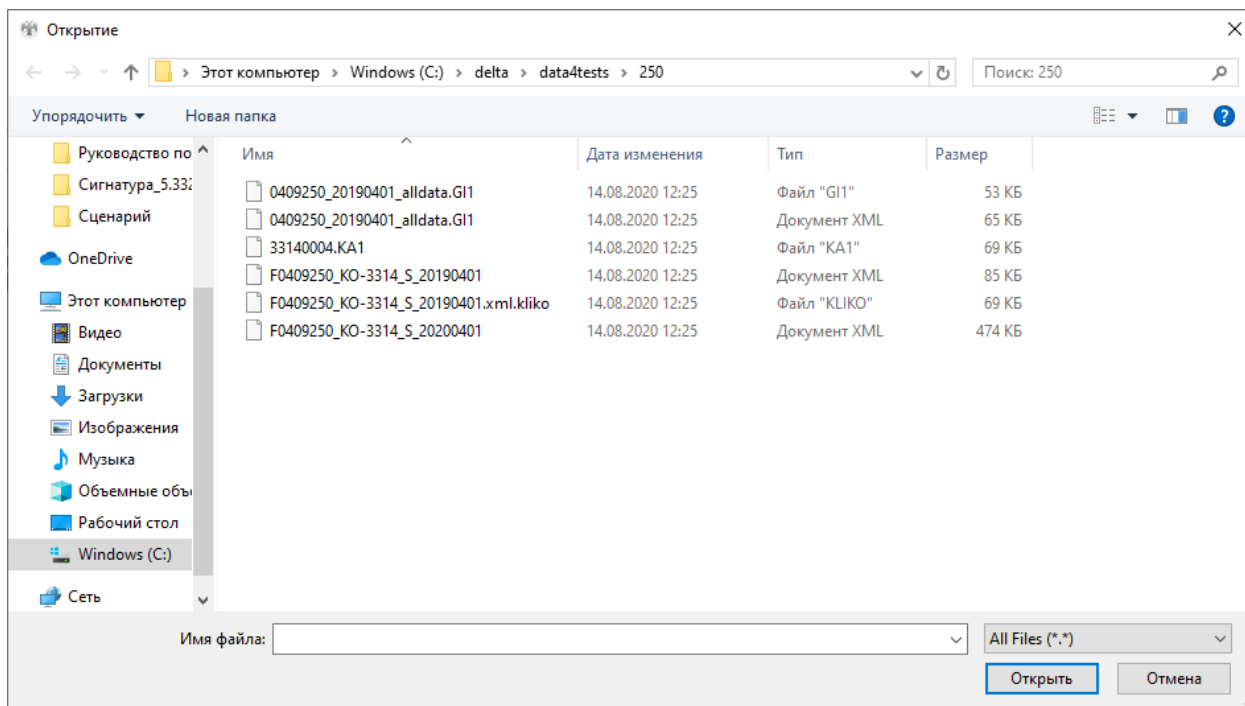 Открытие
Этот компьютер > Windows (C:) > delta > data4tests > 250
Поиск: 250
Упорядочить
Новая папка
Руководство по
Сигнатура_5.332
Сценарий
OneDrive
Этот компьютер
Видео
Документы
Загрузки
Изображения
Музыка
Объемные объ
Рабочий стол
Windows (C:)
Сеть
Имя Дата изменения Тип Размер
0409250_20190401_alldata.GI1 14.08.2020 12:25 Файл "GI1" 53 КБ
0409250_20190401_alldata.GI1 14.08.2020 12:25 Документ XML 65 КБ
33140004.KA1 14.08.2020 12:25 Файл "KA1" 69 КБ
F0409250_KO-3314_S_20190401 14.08.2020 12:25 Документ XML 85 КБ
F0409250_KO-3314_S_20190401.xml.kliko 14.08.2020 12:25 Файл "KLIKO" 69 КБ
F0409250_KO-3314_S_20200401 14.08.2020 12:25 Документ XML 474 КБ
Имя файла:
All Files (*.*)
Открыть
Отмена